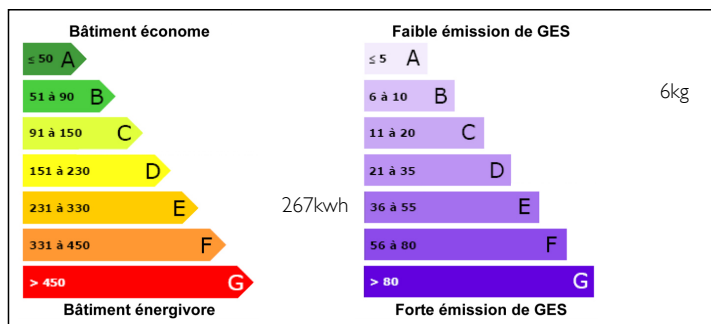 Bâtiment économe
≤ 50 A
51 à 90 B
91 à 150 C
151 à 230 D
231 à 330 E
267kwh
331 à 450 F
> 450 G
Bâtiment énergivore
Faible émission de GES
≤ 5 A
6 à 10 B
6kg
11 à 20 C
21 à 35 D
36 à 55 E
56 à 80 F
> 80 G
Forte émission de GES